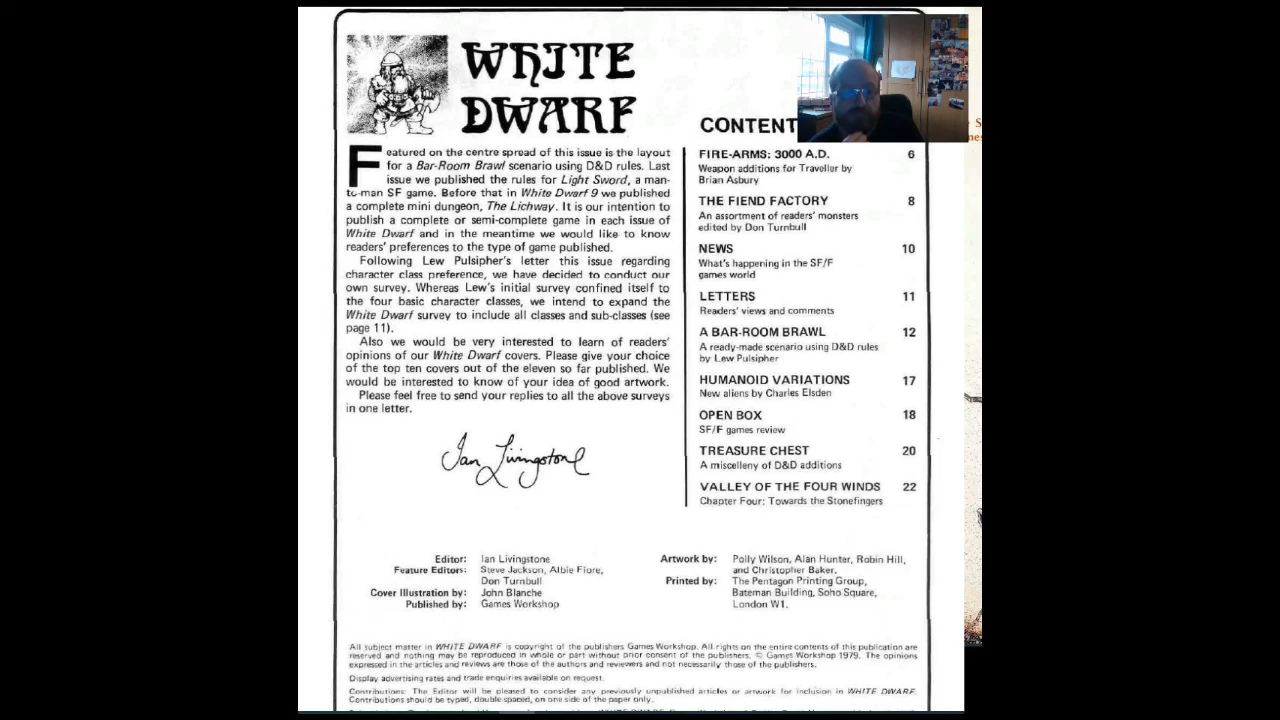 WHITE
DWARF
Featured on the centre spread of this issue is the layout
for a Bar-Room Brawl scenario using D&D rules. Last
issue we published the rules for Light Sword, a man-
to-man SF game. Before that in White Dwarf 9 we published
a complete mini dungeon, The Lichway. It is our intention to
publish a complete or semi-complete game in each issue of
White Dwarf and in the meantime we would like to know
readers' preferences to the type of game published.
Following Lew Pulsipher's letter this issue regarding
character class preference, we have decided to conduct our
own survey. Whereas Lew's initial survey confined itself to
the four basic character classes, we intend to expand the
White Dwarf survey to include all classes and sub-classes (see
page 11).
Also we would be very interested to learn of readers'
opinions of our White Dwarf covers. Please give your choice
of the top ten covers out of the eleven so far published. We
would be interested to know of your idea of good artwork.
Please feel free to send your replies to all the above surveys
in one letter.
Ian Livingstone
CONTENT
FIRE-ARMS: 3000 A.D. 6
Weapon additions for Traveller by
Brian Asbury
THE FIEND FACTORY 8
An assortment of readers' monsters
edited by Don Turnbull
NEWS 10
What's happening in the SF/F
games world
LETTERS 11
Readers' views and comments
A BAR-ROOM BRAWL 12
A ready-made scenario using D&D rules
by Lew Pulsipher
HUMANOID VARIATIONS 17
New aliens by Charles Elsden
OPEN BOX 18
SF/F games review
TREASURE CHEST 20
A miscelleny of D&D additions
VALLEY OF THE FOUR WINDS 22
Chapter Four: Towards the Stonefingers
Editor: Ian Livingstone
Feature Editors: Steve Jackson, Albie Fiore,
Don Turnbull
Cover Illustration by: John Blanche
Published by: Games Workshop
Artwork by: Polly Wilson, Alan Hunter, Robin Hill,
and Christopher Baker.
Printed by: The Pentagon Printing Group,
Bateman Building, Soho Square,
London W1.
All subject matter in WHITE DWARF is copyright of the publishers Games Workshop. All rights on the entire contents of this publication are
reserved and nothing may be reproduced in whole or part without prior consent of the publishers. © Games Workshop 1979. The opinions
expressed in the articles and reviews are those of the authors and reviewers and not necessarily those of the publishers.
Display advertising rates and trade enquiries available on request.
Contributions: The Editor will be pleased to consider any previously unpublished articles or artwork for inclusion in WHITE DWARF.
Contributions should be typed, double spaced, on one side of the paper only.